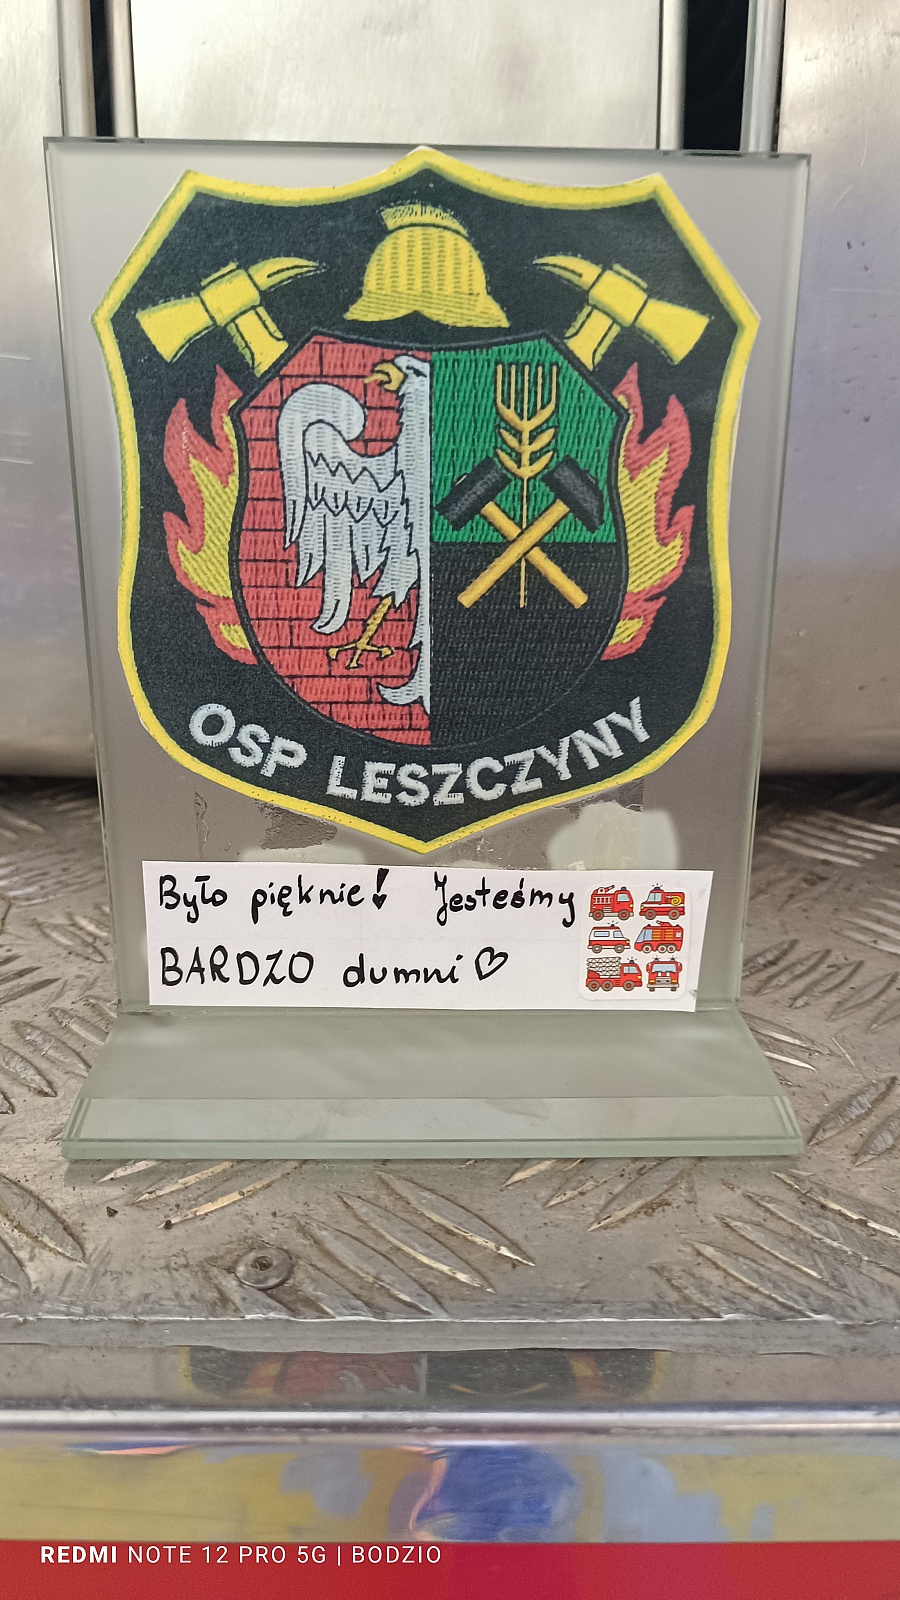 OSP LESZCZYNY
Było pięknie! Jesteśmy
BARDZO dumni♡
REDMI NOTE 12 PRO 5G | BODZIO